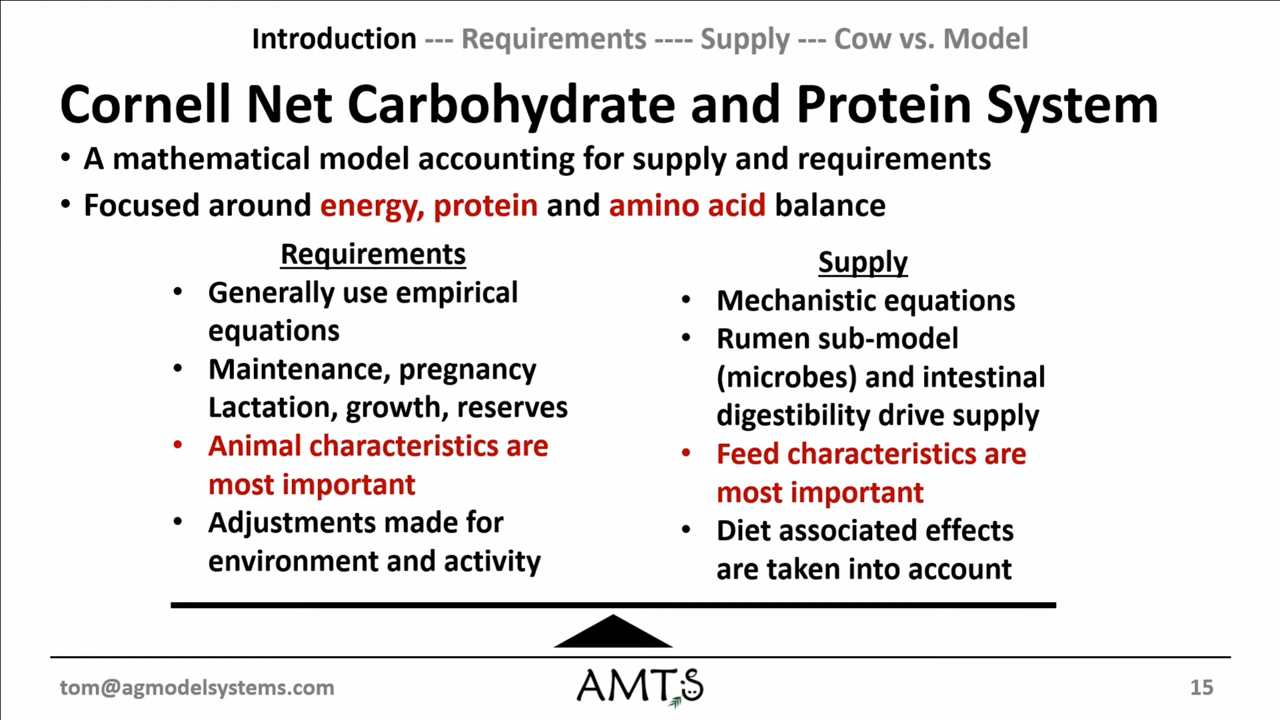 Introduction --- Requirements ---- Supply --- Cow vs. Model
Cornell Net Carbohydrate and Protein System
• A mathematical model accounting for supply and requirements
• Focused around energy, protein and amino acid balance
Requirements
• Generally use empirical
equations
• Maintenance, pregnancy
Lactation, growth, reserves
• Animal characteristics are
most important
• Adjustments made for
environment and activity
Supply
• Mechanistic equations
• Rumen sub-model
(microbes) and intestinal
digestibility drive supply
• Feed characteristics are
most important
• Diet associated effects
are taken into account
tom@agmodelsystems.com
AMTS
15